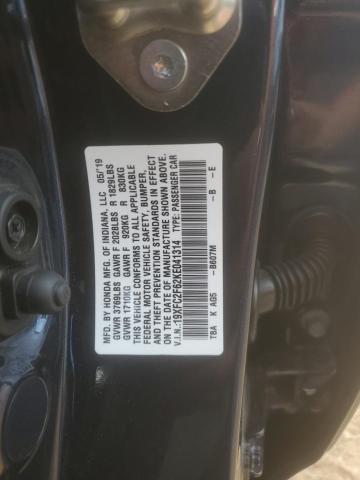 MFD. BY HONDA MFG. OF INDIANA, LLC 05/'19
GVWR 3769LBS GAWR F 2028LBS R 1829LBS
GVWR 1710KG GAWR F 920KG R 830KG
THIS VEHICLE CONFORMS TO ALL APPLICABLE
FEDERAL MOTOR VEHICLE SAFETY, BUMPER,
AND THEFT PREVENTION STANDARDS IN EFFECT
ON THE DATE OF MANUFACTURE SHOWN ABOVE.
V.I.N.:19XFC2F62KE041314 TYPE: PASSENGER CAR
TBA K AG5 -B607M -B -E